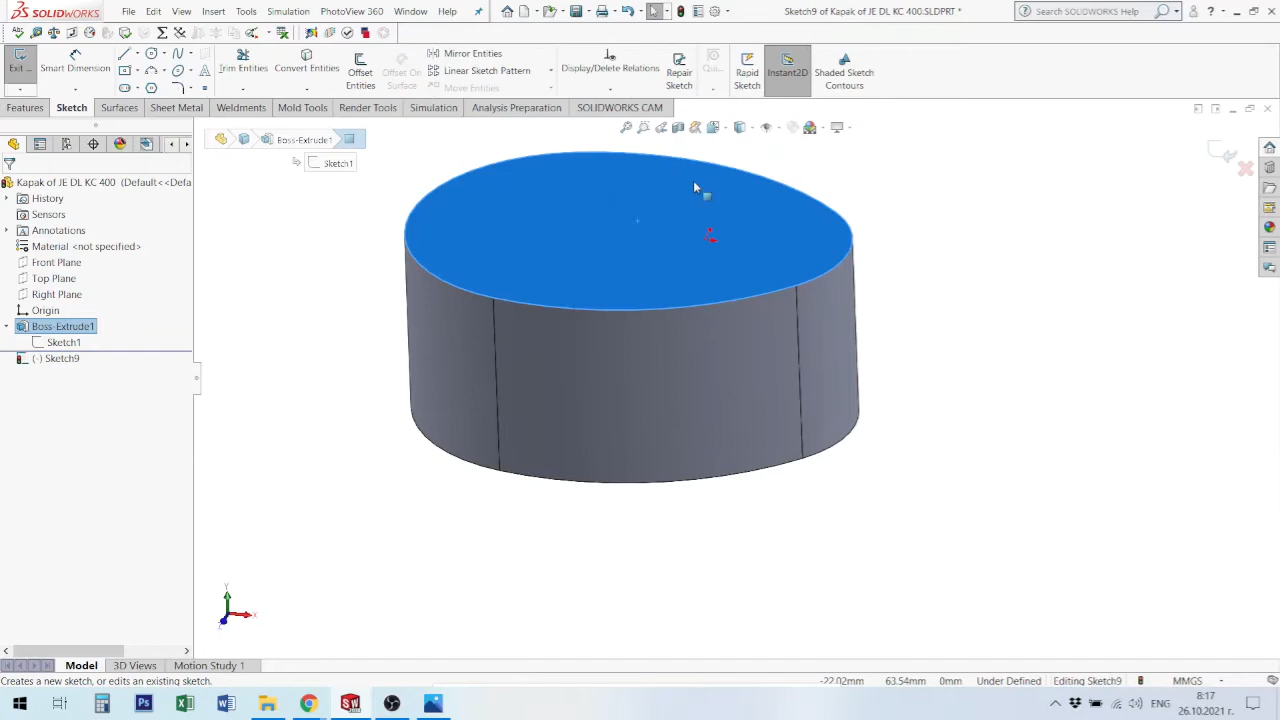 SOLIDWORKS File Edit View Insert Tools Simulation PhotoView 360 Window Help Sketch9 of Kapak of JE DL KC 400.SLDPRT * Search SOLIDWORKS Help
Exit ... Smart Dimension Trim Entities Convert Entities Offset Entities Offset On Surface Mirror Entities Linear Sketch Pattern Move Entities Display/Delete Relations Repair Sketch Qui... Rapid Sketch Instant2D Shaded Sketch Contours
Features Sketch Surfaces Sheet Metal Weldments Mold Tools Render Tools Simulation Analysis Preparation SOLIDWORKS CAM
Boss-Extrude1
Sketch1
Kapak of JE DL KC 400 (Default<<Defa
History
Sensors
Annotations
Material <not specified>
Front Plane
Top Plane
Right Plane
Origin
Boss-Extrude1
Sketch1
(-) Sketch9
Y
X
Model 3D Views Motion Study 1
Creates a new sketch, or edits an existing sketch. -22.02mm 63.54mm 0mm Under Defined Editing Sketch9 MMGS
ENG 8:17
26.10.2021 г.